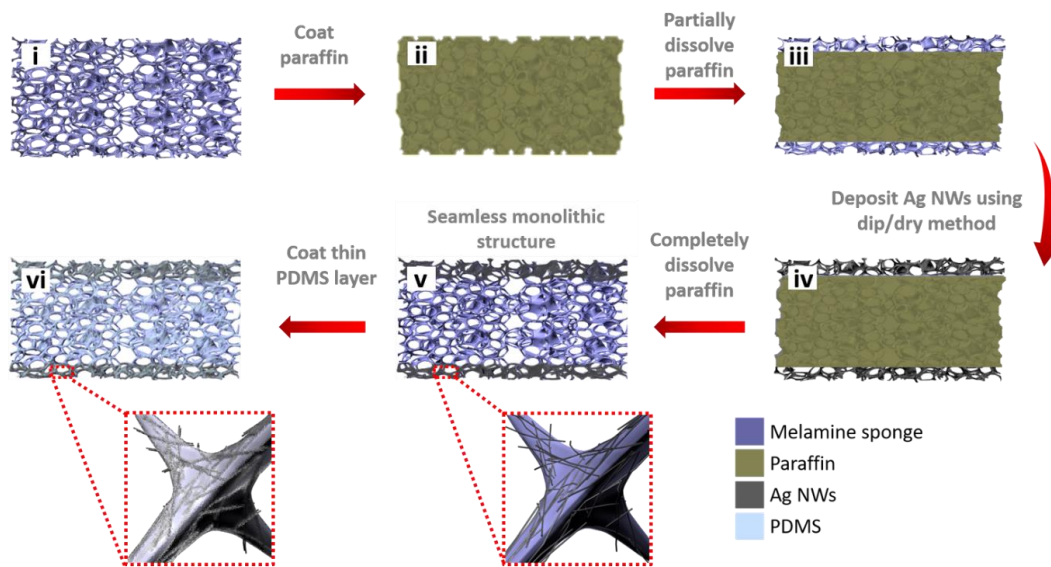 i
Coat
paraffin
ii
Partially
dissolve
paraffin
iii
Deposit Ag NWs using
dip/dry method
iv
Completely
dissolve
paraffin
Seamless monolithic
structure
v
Coat thin
PDMS layer
vi
Melamine sponge
Paraffin
Ag NWs
PDMS